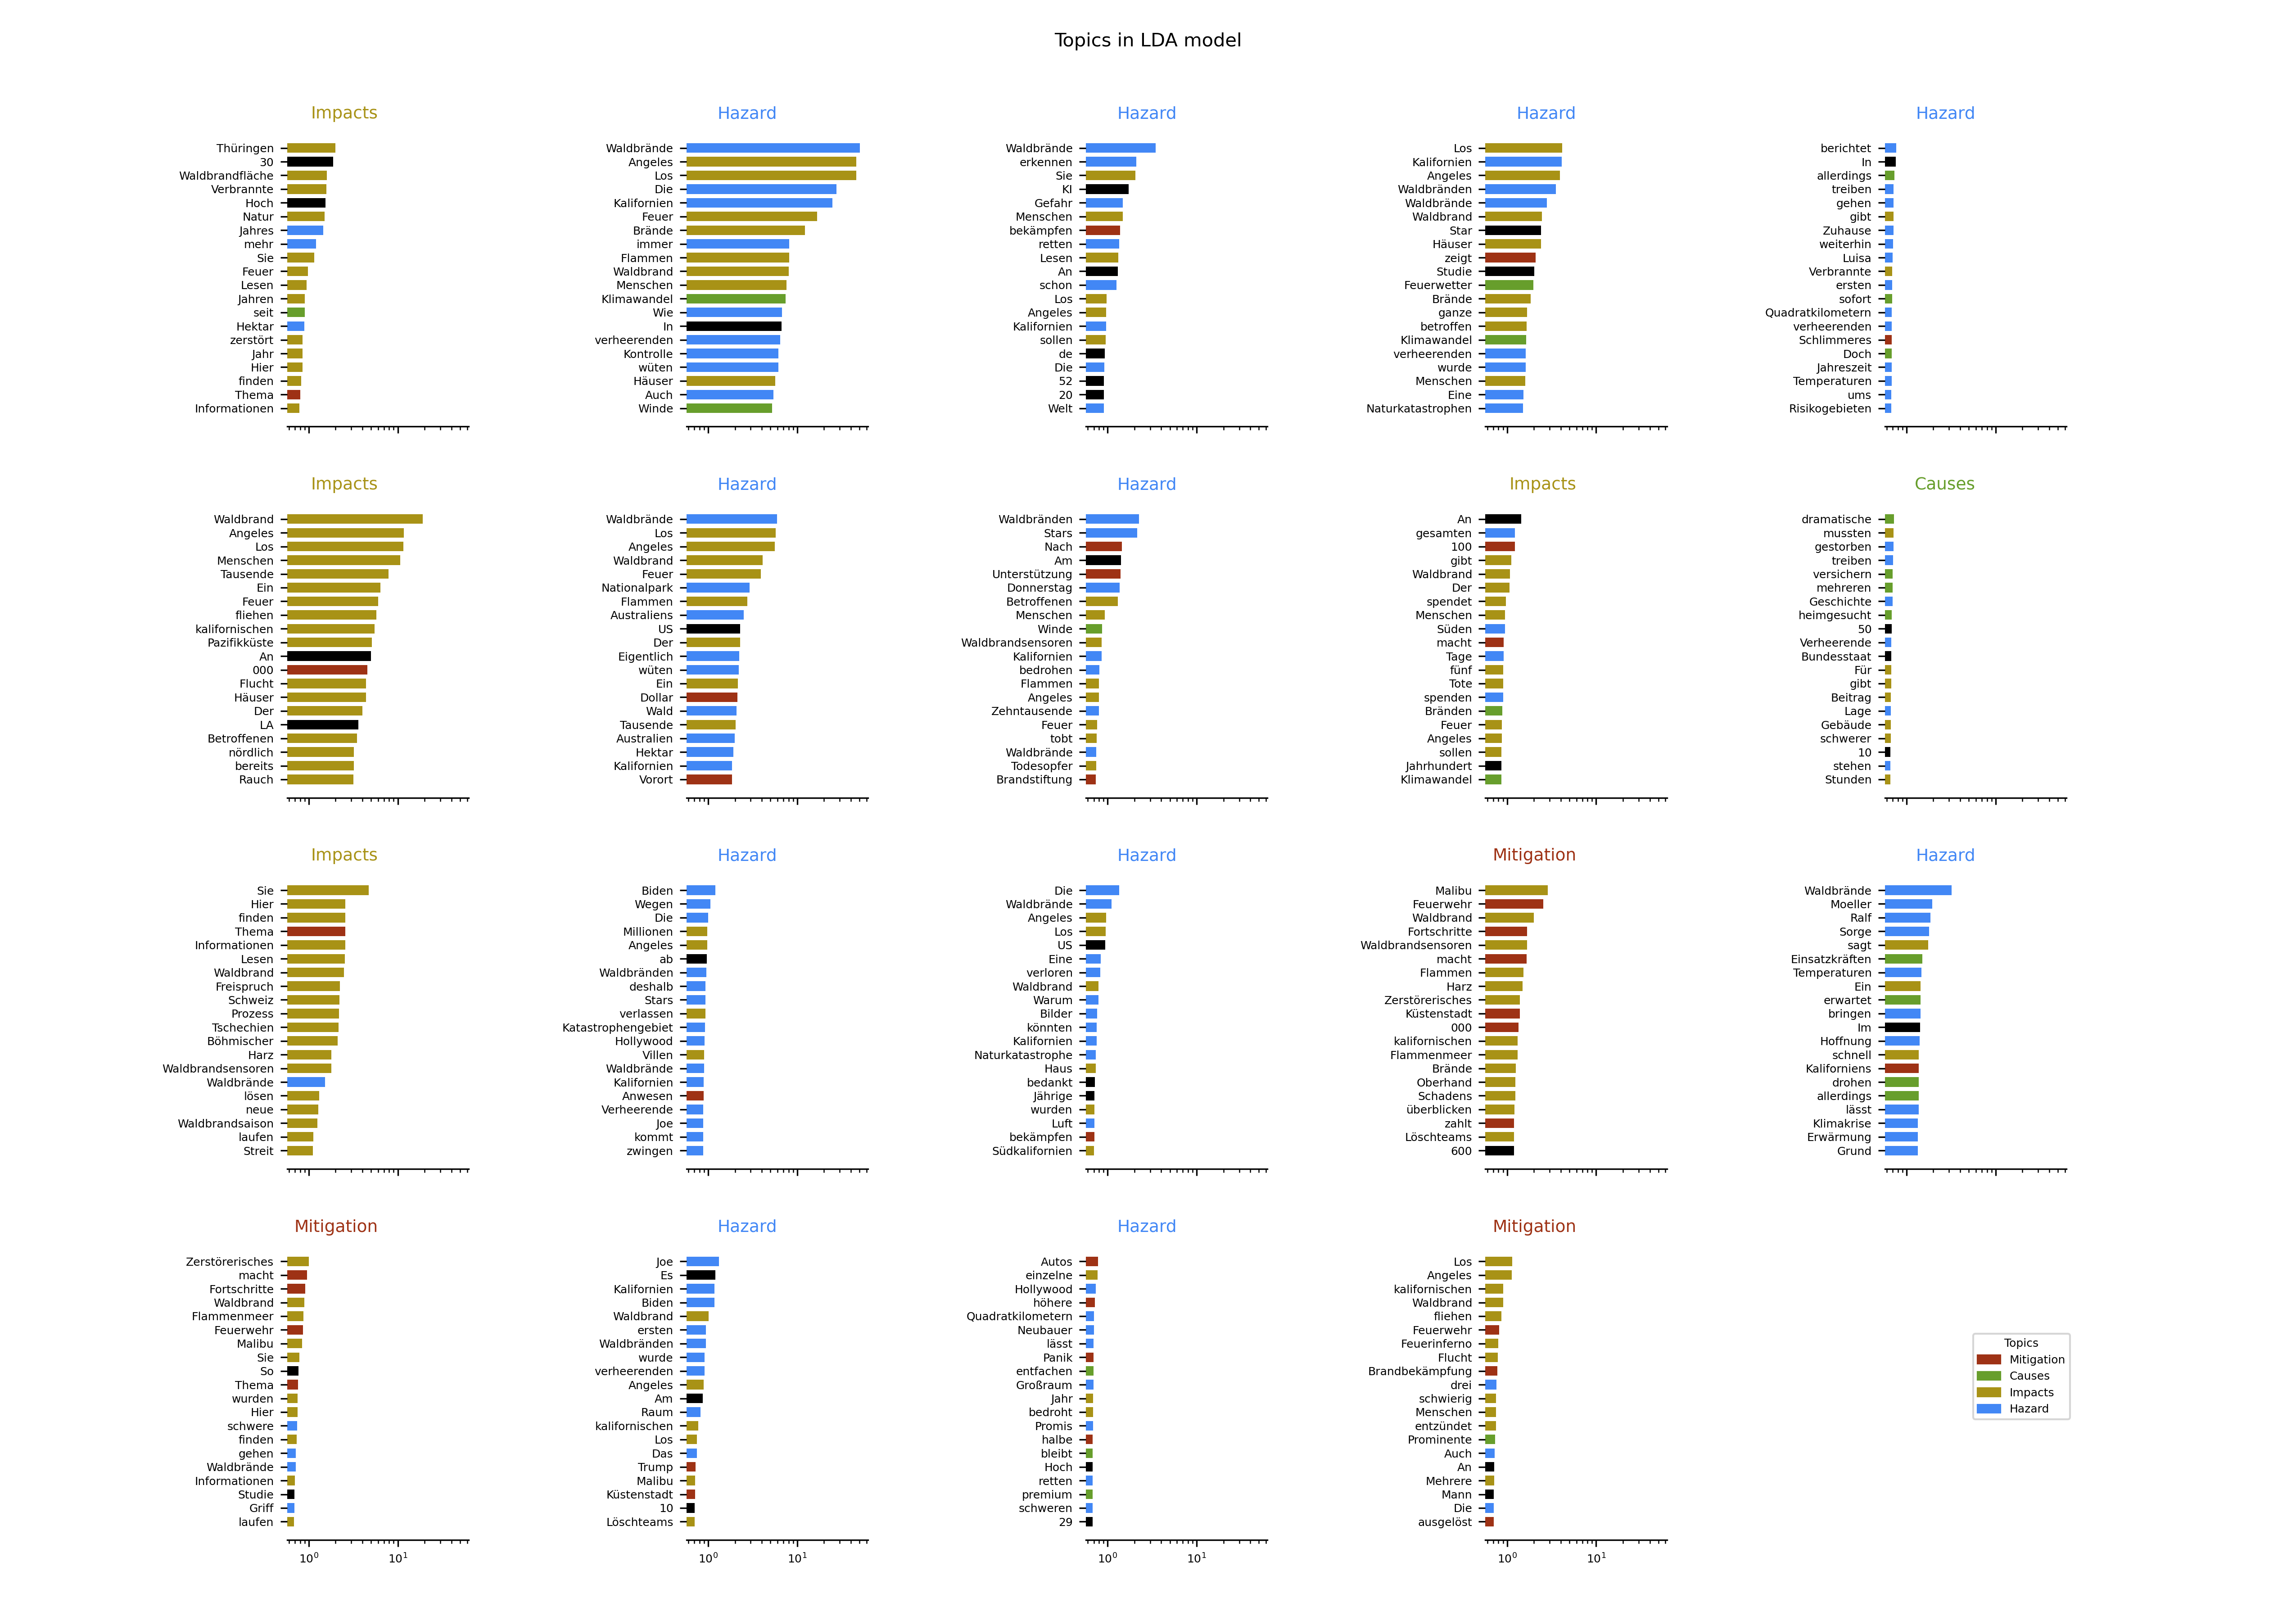 Topics in LDA model
Impacts
Thüringen
30
Waldbrandfläche
Verbrannte
Hoch
Natur
Jahres
mehr
Sie
Feuer
Lesen
Jahren
seit
Hektar
zerstört
Jahr
Hier
finden
Thema
Informationen
Hazard
Waldbrände
Angeles
Los
Die
Kalifornien
Feuer
Brände
immer
Flammen
Waldbrand
Menschen
Klimawandel
Wie
In
verheerenden
Kontrolle
wüten
Häuser
Auch
Winde
Hazard
Waldbrände
erkennen
Sie
KI
Gefahr
Menschen
bekämpfen
retten
Lesen
An
schon
Los
Angeles
Kalifornien
sollen
de
Die
52
20
Welt
Hazard
Los
Kalifornien
Angeles
Waldbränden
Waldbrände
Waldbrand
Star
Häuser
zeigt
Studie
Feuerwetter
Brände
ganze
betroffen
Klimawandel
verheerenden
wurde
Menschen
Eine
Naturkatastrophen
Hazard
berichtet
In
allerdings
treiben
gehen
gibt
Zuhause
weiterhin
Luisa
Verbrannte
ersten
sofort
Quadratkilometern
verheerenden
Schlimmeres
Doch
Jahreszeit
Temperaturen
ums
Risikogebieten
Impacts
Waldbrand
Angeles
Los
Menschen
Tausende
Ein
Feuer
fliehen
kalifornischen
Pazifikküste
An
000
Flucht
Häuser
Der
LA
Betroffenen
nördlich
bereits
Rauch
Hazard
Waldbrände
Los
Angeles
Waldbrand
Feuer
Nationalpark
Flammen
Australiens
US
Der
Eigentlich
wüten
Ein
Dollar
Wald
Tausende
Australien
Hektar
Kalifornien
Vorort
Hazard
Waldbränden
Stars
Nach
Am
Unterstützung
Donnerstag
Betroffenen
Menschen
Winde
Waldbrandsensoren
Kalifornien
bedrohen
Flammen
Angeles
Zehntausende
Feuer
tobt
Waldbrände
Todesopfer
Brandstiftung
Impacts
An
gesamten
100
gibt
Waldbrand
Der
spendet
Menschen
Süden
macht
Tage
fünf
Tote
spenden
Bränden
Feuer
Angeles
sollen
Jahrhundert
Klimawandel
Causes
dramatische
mussten
gestorben
treiben
versichern
mehreren
Geschichte
heimgesucht
50
Verheerende
Bundesstaat
Für
gibt
Beitrag
Lage
Gebäude
schwerer
10
stehen
Stunden
Impacts
Sie
Hier
finden
Thema
Informationen
Lesen
Waldbrand
Freispruch
Schweiz
Prozess
Tschechien
Böhmischer
Harz
Waldbrandsensoren
Waldbrände
lösen
neue
Waldbrandsaison
laufen
Streit
Hazard
Biden
Wegen
Die
Millionen
Angeles
ab
Waldbränden
deshalb
Stars
verlassen
Katastrophengebiet
Hollywood
Villen
Waldbrände
Kalifornien
Anwesen
Verheerende
Joe
kommt
zwingen
Hazard
Die
Waldbrände
Angeles
Los
US
Eine
verloren
Waldbrand
Warum
Bilder
könnten
Kalifornien
Naturkatastrophe
Haus
bedankt
Jährige
wurden
Luft
bekämpfen
Südkalifornien
Mitigation
Malibu
Feuerwehr
Waldbrand
Fortschritte
Waldbrandsensoren
macht
Flammen
Harz
Zerstörerisches
Küstenstadt
000
kalifornischen
Flammenmeer
Brände
Oberhand
Schadens
überblicken
zahlt
Löschteams
600
Hazard
Waldbrände
Moeller
Ralf
Sorge
sagt
Einsatzkräften
Temperaturen
Ein
erwartet
bringen
Im
Hoffnung
schnell
Kaliforniens
drohen
allerdings
lässt
Klimakrise
Erwärmung
Grund
Mitigation
Zerstörerisches
macht
Fortschritte
Waldbrand
Flammenmeer
Feuerwehr
Malibu
Sie
So
Thema
wurden
Hier
schwere
finden
gehen
Waldbrände
Informationen
Studie
Griff
laufen
10⁰ 10¹
Hazard
Joe
Es
Kalifornien
Biden
Waldbrand
ersten
Waldbränden
wurde
verheerenden
Angeles
Am
Raum
kalifornischen
Los
Das
Trump
Malibu
Küstenstadt
10
Löschteams
10⁰ 10¹
Hazard
Autos
einzelne
Hollywood
höhere
Quadratkilometern
Neubauer
lässt
Panik
entfachen
Großraum
Jahr
bedroht
Promis
halbe
bleibt
Hoch
retten
premium
schweren
29
10⁰ 10¹
Mitigation
Los
Angeles
kalifornischen
Waldbrand
fliehen
Feuerwehr
Feuerinferno
Flucht
Brandbekämpfung
drei
schwierig
Menschen
entzündet
Prominente
Auch
An
Mehrere
Mann
Die
ausgelöst
10⁰ 10¹
Topics
Mitigation
Causes
Impacts
Hazard